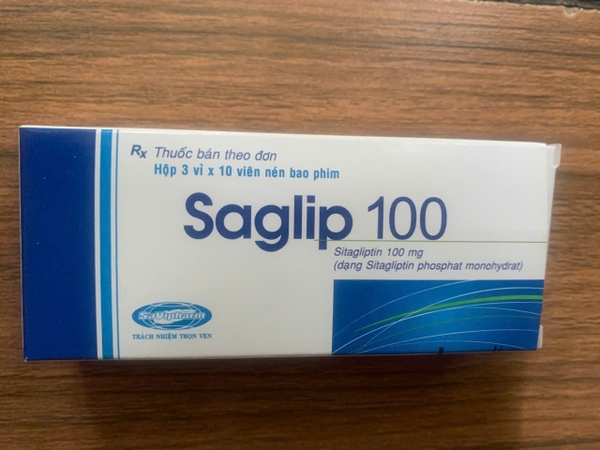 Rx Thuốc bán theo đơn
Hộp 3 vỉ x 10 viên nén bao phim
Saglip 100
Sitagliptin 100 mg
(dạng Sitagliptin phosphat monohydrat)
SaVipharm
TRÁCH NHIỆM TRỌN VẸN